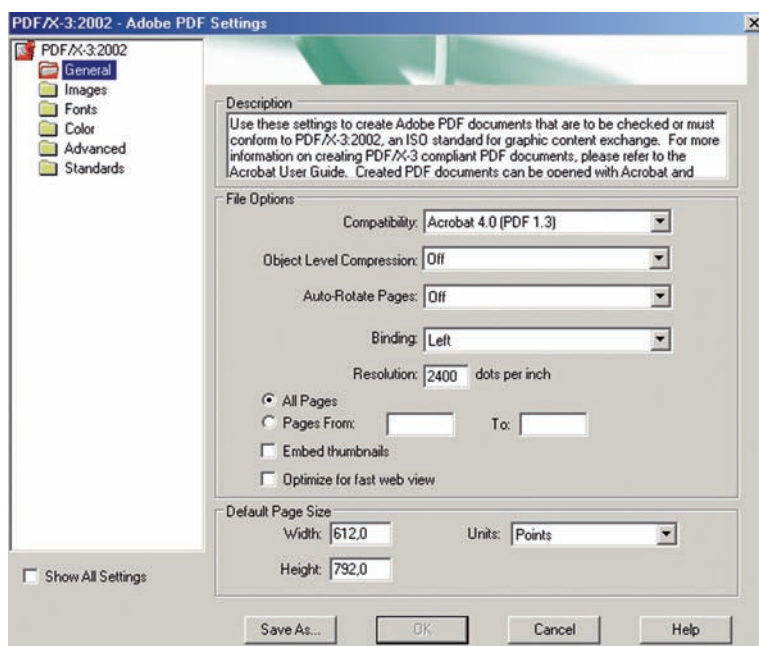 PDF/X-3:2002 - Adobe PDF Settings
PDF/X-3:2002
General
Images
Fonts
Color
Advanced
Standards
Show All Settings
Description
Use these settings to create Adobe PDF documents that are to be checked or must
conform to PDF/X-3:2002, an ISO standard for graphic content exchange. For more
information on creating PDF/X-3 compliant PDF documents, please refer to the
Acrobat User Guide. Created PDF documents can be opened with Acrobat and
File Options
Compatibility: Acrobat 4.0 (PDF 1.3)
Object Level Compression: Off
Auto-Rotate Pages: Off
Binding: Left
Resolution: 2400 dots per inch
All Pages
Pages From: To:
Embed thumbnails
Optimize for fast web view
Default Page Size
Width: 612,0 Units: Points
Height: 792,0
Save As... OK Cancel Help